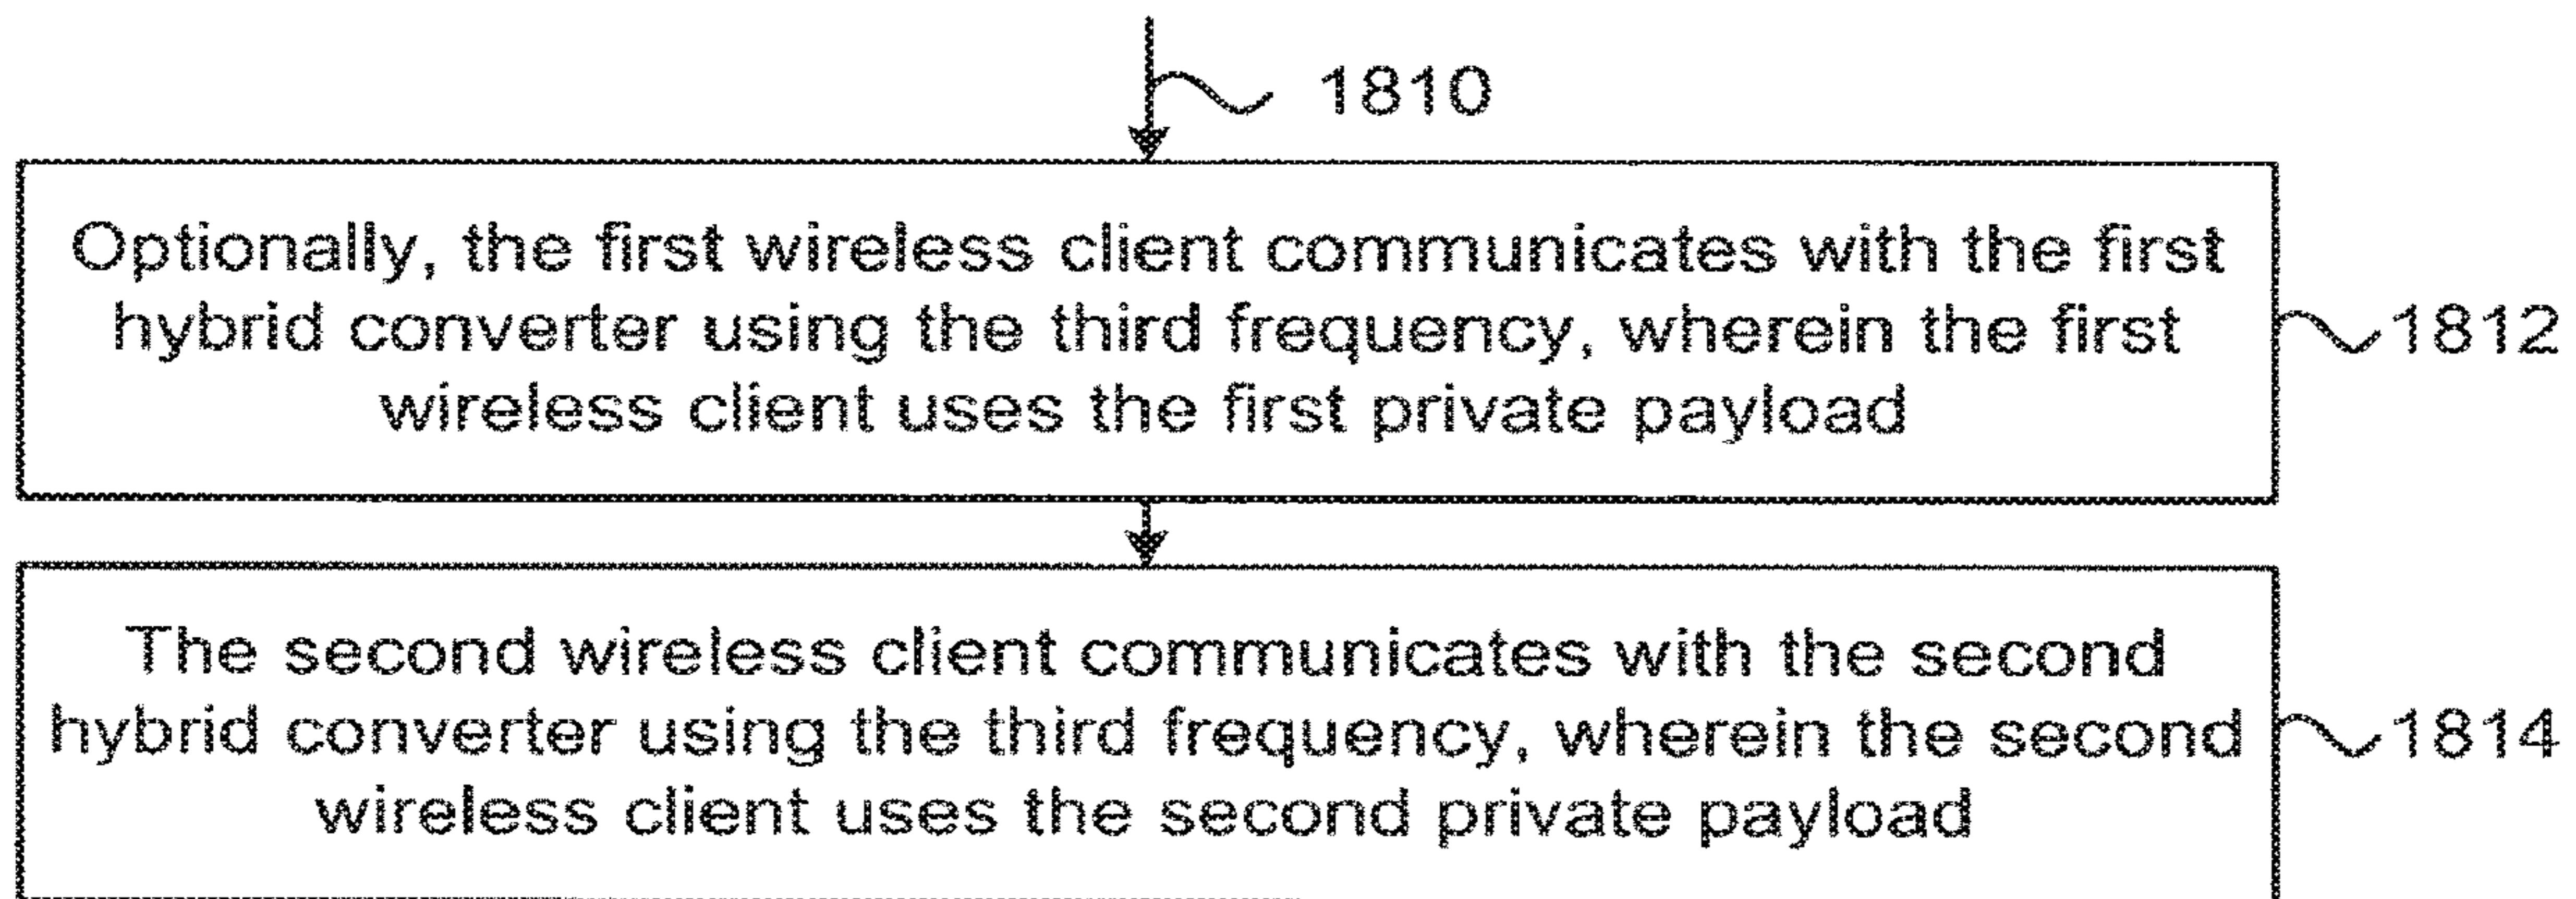 1810
Optionally, the first wireless client communicates with the first
hybrid converter using the third frequency, wherein the first
wireless client uses the first private payload
1812
The second wireless client communicates with the second
hybrid converter using the third frequency, wherein the second
wireless client uses the second private payload
1814